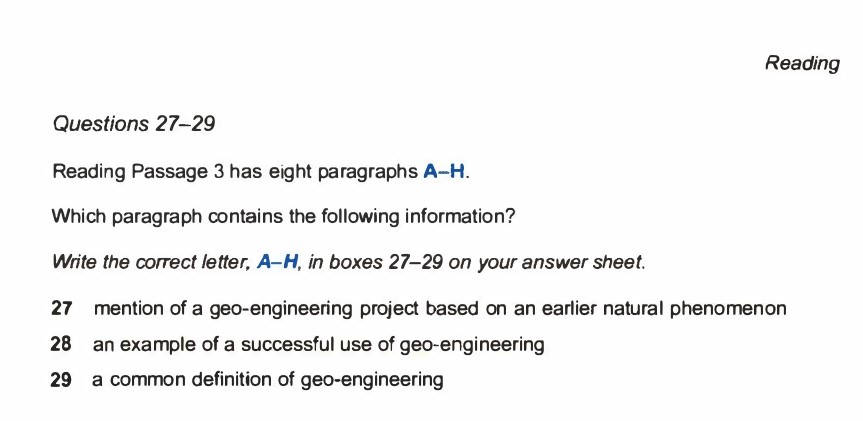 Reading
Questions 27–29
Reading Passage 3 has eight paragraphs A–H.
Which paragraph contains the following information?
Write the correct letter, A–H, in boxes 27–29 on your answer sheet.
27 mention of a geo-engineering project based on an earlier natural phenomenon
28 an example of a successful use of geo-engineering
29 a common definition of geo-engineering